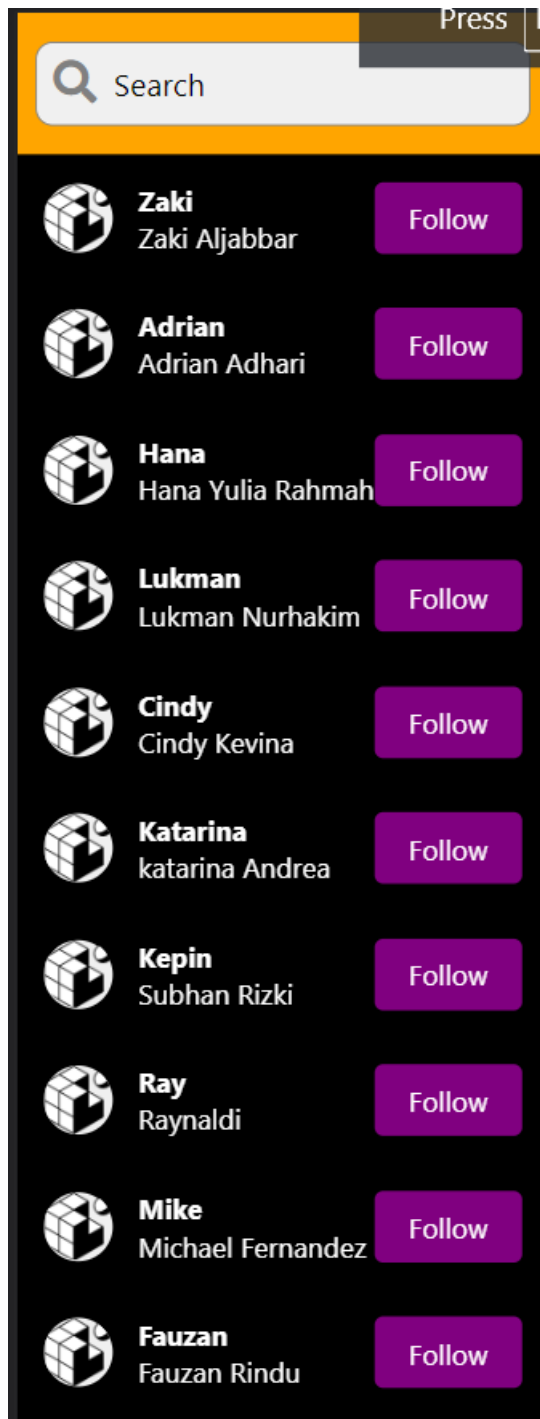 Press
Search
Zaki
Zaki Aljabbar
Follow
Adrian
Adrian Adhari
Follow
Hana
Hana Yulia Rahmah
Follow
Lukman
Lukman Nurhakim
Follow
Cindy
Cindy Kevina
Follow
Katarina
katarina Andrea
Follow
Kepin
Subhan Rizki
Follow
Ray
Raynaldi
Follow
Mike
Michael Fernandez
Follow
Fauzan
Fauzan Rindu
Follow